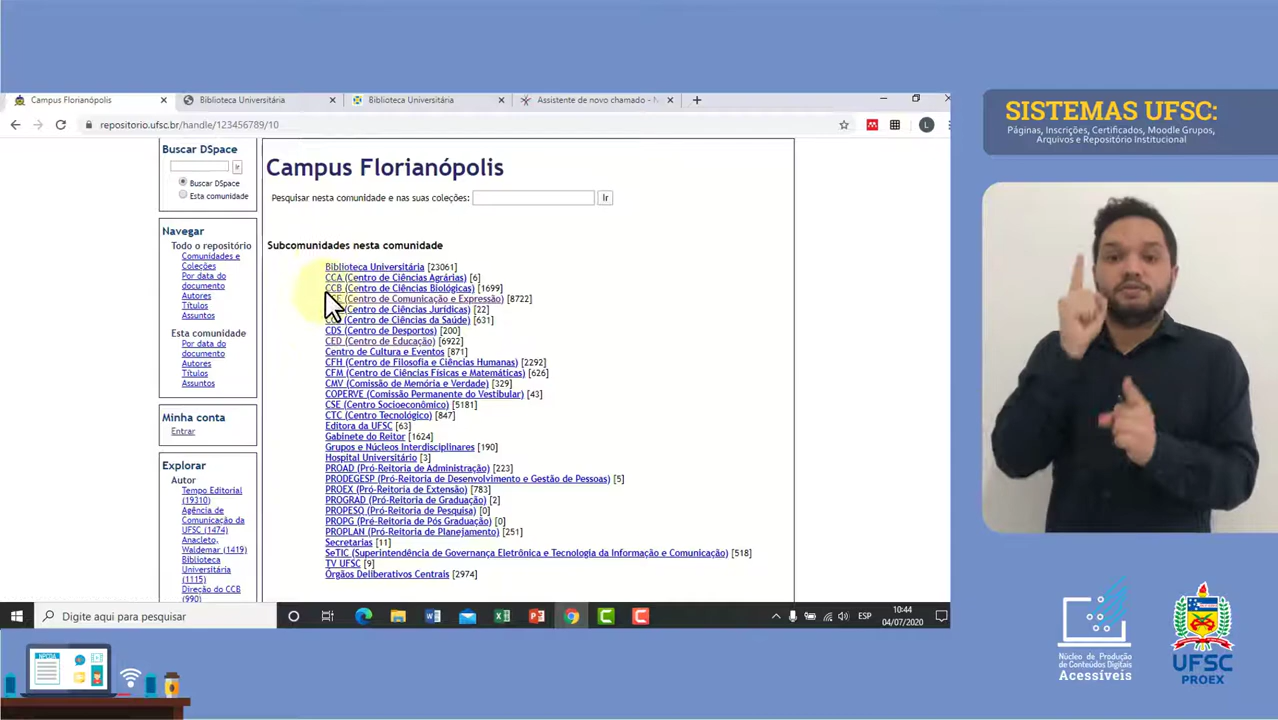 Campus Florianópolis
Biblioteca Universitária
Biblioteca Universitária
Assistente de novo chamado - N
repositorio.ufsc.br/handle/123456789/10
L
Buscar DSpace
Ir
Buscar DSpace
Esta comunidade
Navegar
Todo o repositório
Comunidades e
Coleções
Por data do
documento
Autores
Títulos
Assuntos
Esta comunidade
Por data do
documento
Autores
Títulos
Assuntos
Minha conta
Entrar
Explorar
Autor
Tempo Editorial
(19310)
Agência de
Comunicação da
UFSC (1474)
Anacleto,
Waldemar (1419)
Biblioteca
Universitária
(1115)
Direção do CCB
(990)
Campus Florianópolis
Pesquisar nesta comunidade e nas suas coleções:
Ir
Subcomunidades nesta comunidade
Biblioteca Universitária [23061]
CCA (Centro de Ciências Agrárias) [6]
CCB (Centro de Ciências Biológicas) [1699]
(Centro de Comunicação e Expressão) [8722]
(Centro de Ciências Jurídicas) [22]
(Centro de Ciências da Saúde) [631]
CDS (Centro de Desportos) [200]
CED (Centro de Educação) [6922]
Centro de Cultura e Eventos [871]
CFH (Centro de Filosofia e Ciências Humanas) [2292]
CFM (Centro de Ciências Físicas e Matemáticas) [626]
CMV (Comissão de Memória e Verdade) [329]
COPERVE (Comissão Permanente do Vestibular) [43]
CSE (Centro Socioeconômico) [5181]
CTC (Centro Tecnológico) [847]
Editora da UFSC [63]
Gabinete do Reitor [1624]
Grupos e Núcleos Interdisciplinares [190]
Hospital Universitário [3]
PROAD (Pró-Reitoria de Administração) [223]
PRODEGESP (Pró-Reitoria de Desenvolvimento e Gestão de Pessoas) [5]
PROEX (Pró-Reitoria de Extensão) [783]
PROGRAD (Pró-Reitoria de Graduação) [2]
PROPESQ (Pró-Reitoria de Pesquisa) [0]
PROPG (Pré-Reitoria de Pós Graduação) [0]
PROPLAN (Pró-Reitoria de Planejamento) [251]
Secretarias [11]
SeTIC (Superintendência de Governança Eletrônica e Tecnologia da Informação e Comunicação) [518]
TV UFSC [9]
Órgãos Deliberativos Centrais [2974]
Digite aqui para pesquisar
ESP
10:44
04/07/2020
SISTEMAS UFSC:
Páginas, Inscrições, Certificados, Moodle Grupos,
Arquivos e Repositório Institucional
Núcleo de Produção
de Conteúdos Digitais
Acessíveis
UFSC
PROEX
NPCDA